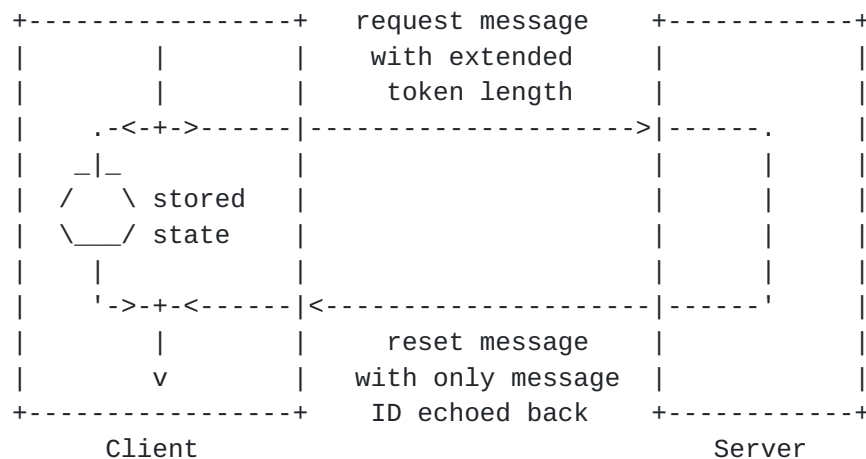 request message
with extended
token length
stored
state
reset message
with only message
ID echoed back
Client Server